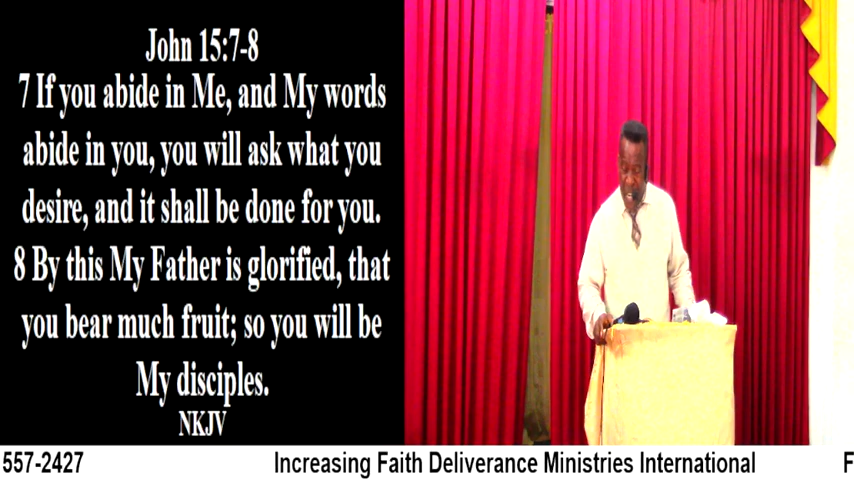 John 15:7-8
7 If you abide in Me, and My words
abide in you, you will ask what you
desire, and it shall be done for you.
8 By this My Father is glorified, that
you bear much fruit; so you will be
My disciples.
NKJV
557-2427 Increasing Faith Deliverance Ministries International F